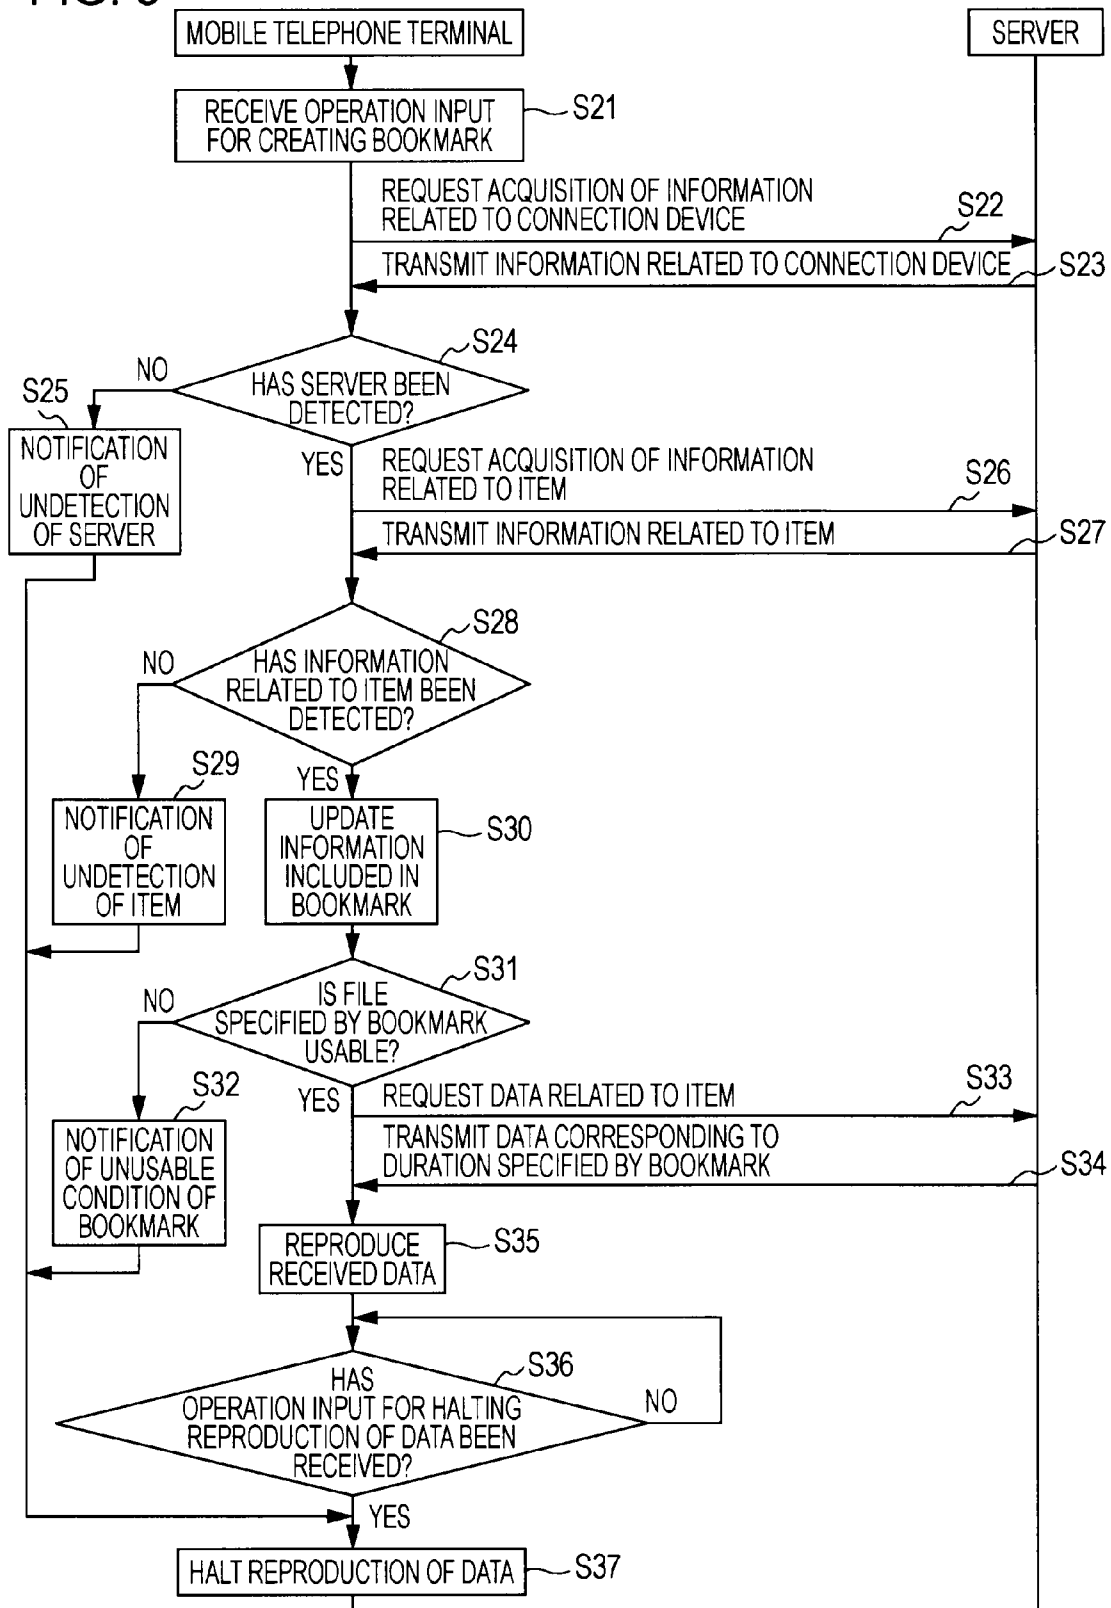 MOBILE TELEPHONE TERMINAL
SERVER
RECEIVE OPERATION INPUT
FOR CREATING BOOKMARK
S21
REQUEST ACQUISITION OF INFORMATION
RELATED TO CONNECTION DEVICE
S22
TRANSMIT INFORMATION RELATED TO CONNECTION DEVICE
S23
S24
HAS SERVER BEEN
DETECTED?
NO
S25
NOTIFICATION
OF
UNDETECTION
OF SERVER
YES
REQUEST ACQUISITION OF INFORMATION
RELATED TO ITEM
S26
TRANSMIT INFORMATION RELATED TO ITEM
S27
S28
HAS INFORMATION
RELATED TO ITEM BEEN
DETECTED?
NO
S29
NOTIFICATION
OF
UNDETECTION
OF ITEM
YES
UPDATE
INFORMATION
INCLUDED IN
BOOKMARK
S30
S31
IS FILE
SPECIFIED BY BOOKMARK
USABLE?
NO
S32
NOTIFICATION
OF UNUSABLE
CONDITION OF
BOOKMARK
YES
REQUEST DATA RELATED TO ITEM
S33
TRANSMIT DATA CORRESPONDING TO
DURATION SPECIFIED BY BOOKMARK
S34
REPRODUCE
RECEIVED DATA
S35
S36
HAS
OPERATION INPUT FOR HALTING
REPRODUCTION OF DATA BEEN
RECEIVED?
NO
YES
HALT REPRODUCTION OF DATA
S37